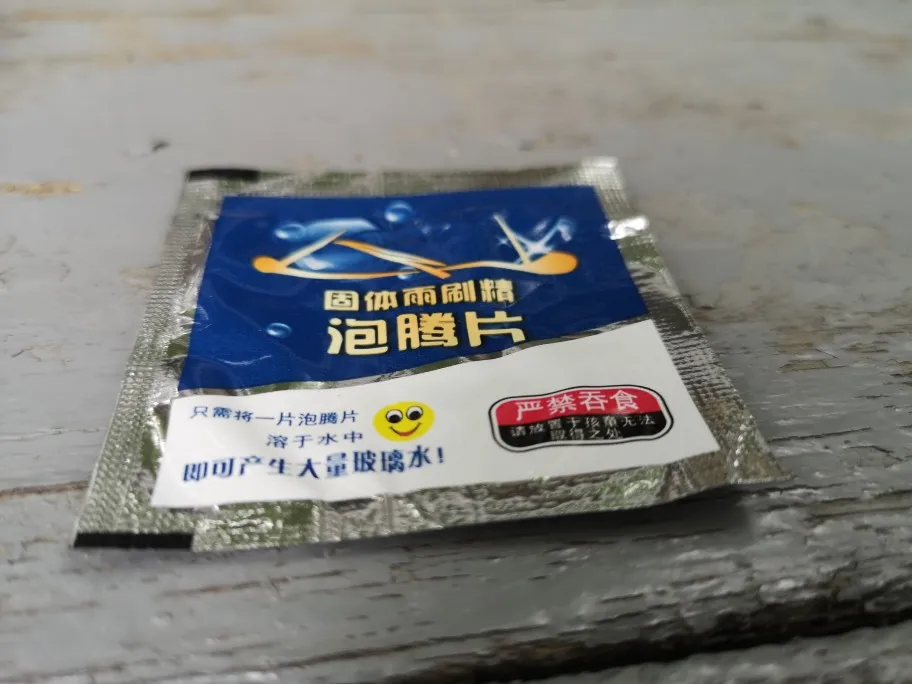 固体雨刷精
泡腾片
只需将一片泡腾片
溶于水中
即可产生大量玻璃水!
严禁吞食
请放置于孩童无法
取得之处